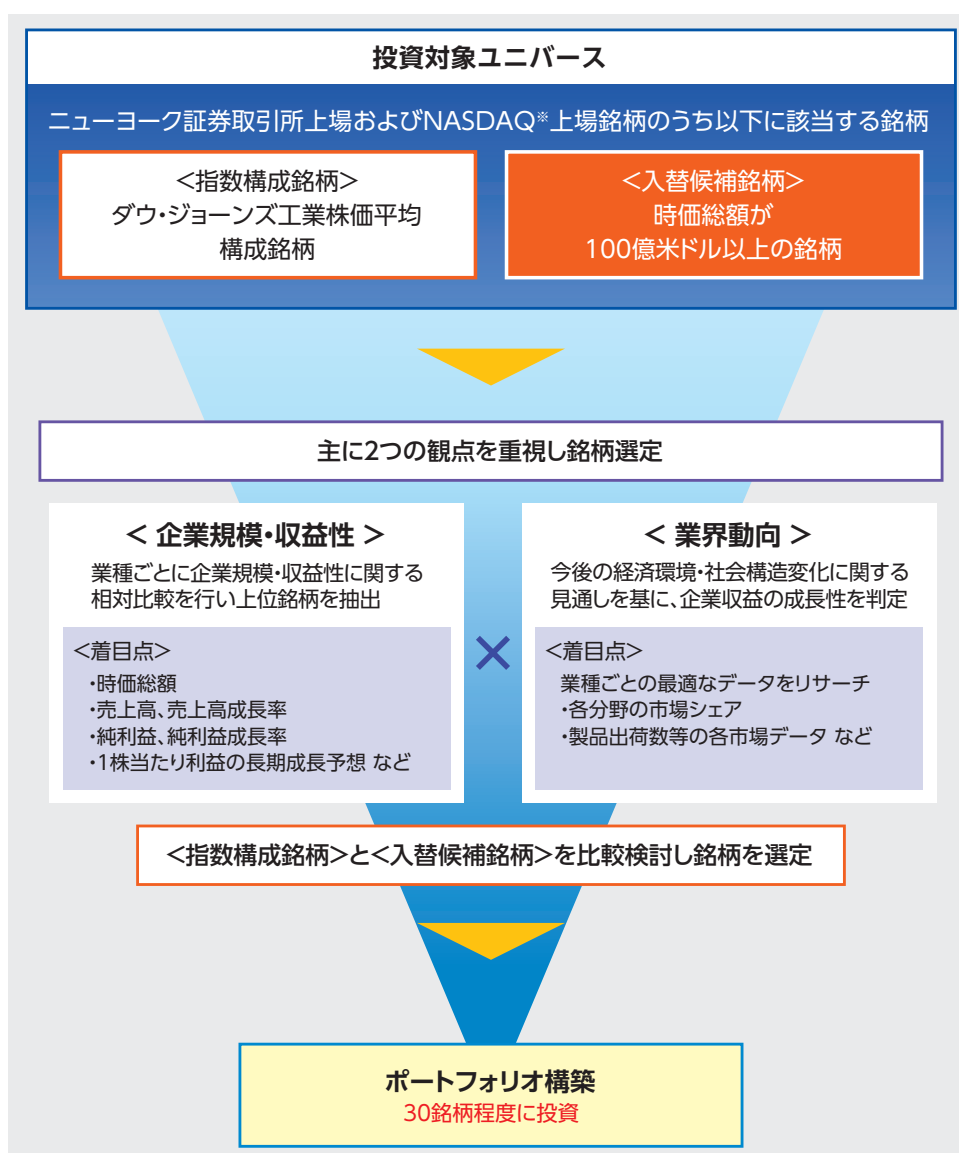 投資対象ユニバース
ニューヨーク証券取引所上場およびNASDAQ※上場銘柄のうち以下に該当する銘柄
<指数構成銘柄>
ダウ・ジョーンズ工業株価平均
構成銘柄
<入替候補銘柄>
時価総額が
100億米ドル以上の銘柄
主に2つの観点を重視し銘柄選定
< 企業規模・収益性 >
業種ごとに企業規模・収益性に関する
相対比較を行い上位銘柄を抽出
<着目点>
・時価総額
・売上高、売上高成長率
・純利益、純利益成長率
・1株当たり利益の長期成長予想 など
×
< 業界動向 >
今後の経済環境・社会構造変化に関する
見通しを基に、企業収益の成長性を判定
<着目点>
業種ごとの最適なデータをリサーチ
・各分野の市場シェア
・製品出荷数等の各市場データ など
<指数構成銘柄>と<入替候補銘柄>を比較検討し銘柄を選定
ポートフォリオ構築
30銘柄程度に投資